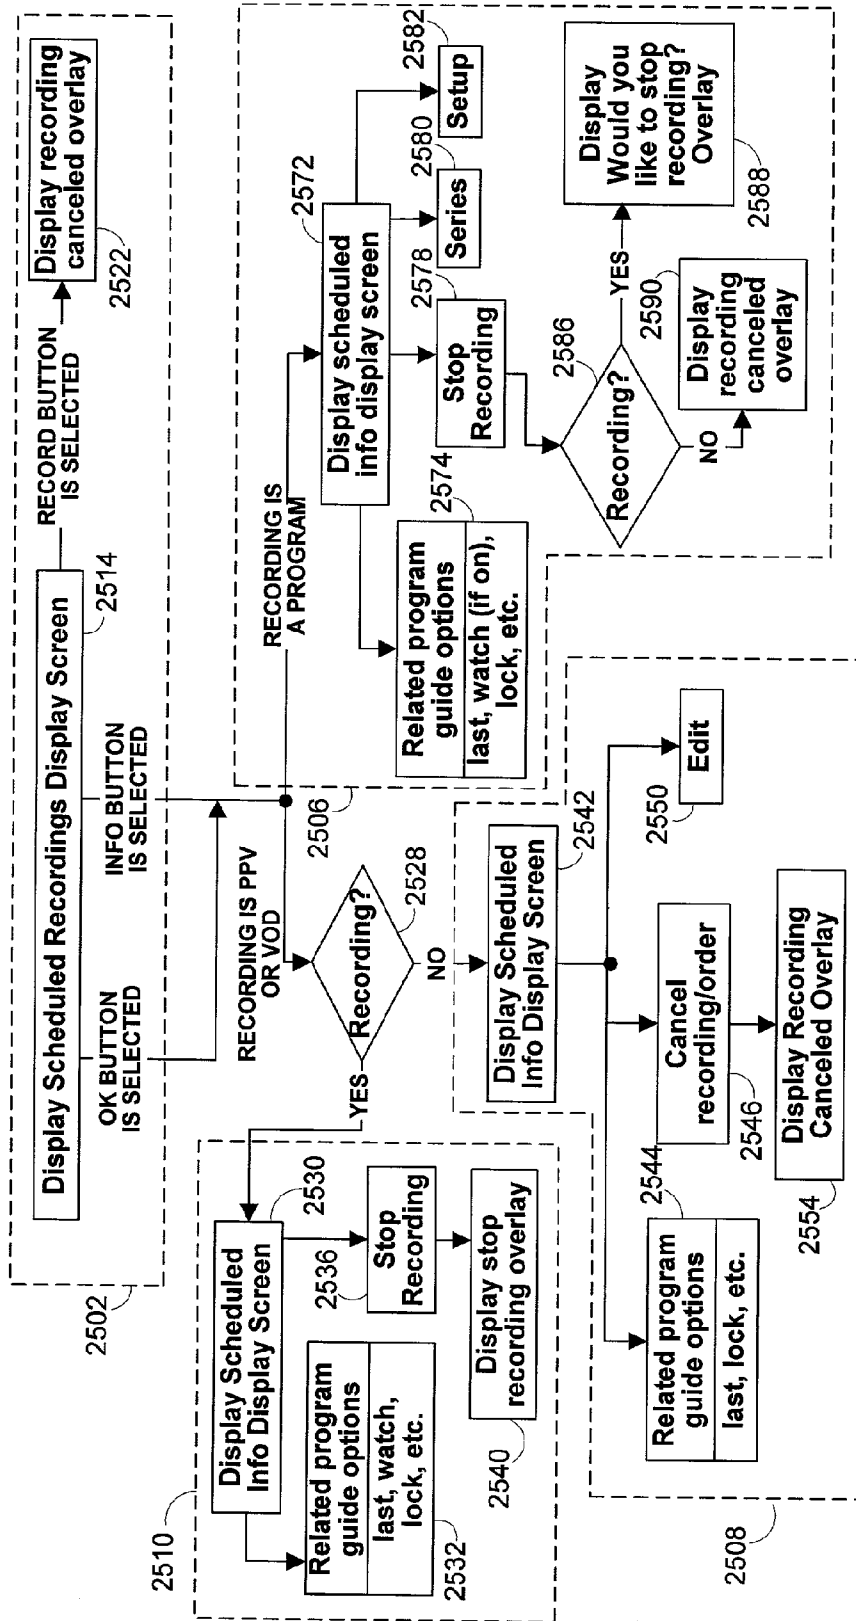 2502
Display Scheduled Recordings Display Screen
2514
RECORD BUTTON
IS SELECTED
Display recording
canceled overlay
2522
OK BUTTON
IS SELECTED
INFO BUTTON
IS SELECTED
RECORDING IS PPV
OR VOD
RECORDING IS
A PROGRAM
2510
YES
Recording?
2528
NO
Display Scheduled
Info Display Screen
2530
Related program
guide options
last, watch,
lock, etc.
2532
2536
Stop
Recording
Display stop
recording overlay
2540
2506
Display scheduled
info display screen
2572
Related program
guide options
last, watch (if on),
lock, etc.
2574
Stop
Recording
2578
Series
2580
Setup
2582
Recording?
2586
YES
NO
Display
Would you
like to stop
recording?
Overlay
2588
2590
Display
recording
canceled
overlay
2508
Display Scheduled
Info Display Screen
2542
Related program
guide options
last, lock, etc.
2544
Cancel
recording/order
2546
Edit
2550
Display Recording
Canceled Overlay
2554